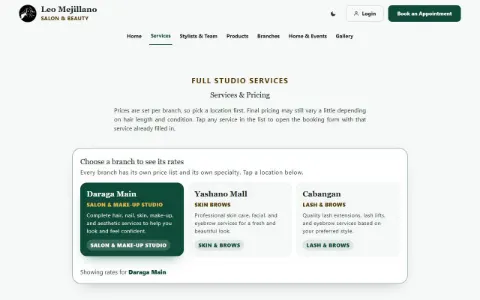 Leo Mejillano
SALON & BEAUTY
Login
Book an Appointment
Home Services Stylists & Team Products Branches Home & Events Gallery
FULL STUDIO SERVICES
Services & Pricing
Prices are set per branch, so pick a location first. Final pricing may still vary a little depending
on hair length and condition. Tap any service in the list to open the booking form with that
service already filled in.
Choose a branch to see its rates
Every branch has its own price list and its own specialty. Tap a location below.
Daraga Main
SALON & MAKE-UP STUDIO
Complete hair, nail, skin, make-up,
and aesthetic services to help you
look and feel confident.
SALON & MAKE-UP STUDIO
Yashano Mall
SKIN BROWS
Professional skin care, facial, and
eyebrow services for a fresh and
beautiful look.
SKIN & BROWS
Cabangan
LASH & BROWS
Quality lash extensions, lash lifts,
and eyebrow services based on
your preferred style.
LASH & BROWS
Showing rates for Daraga Main